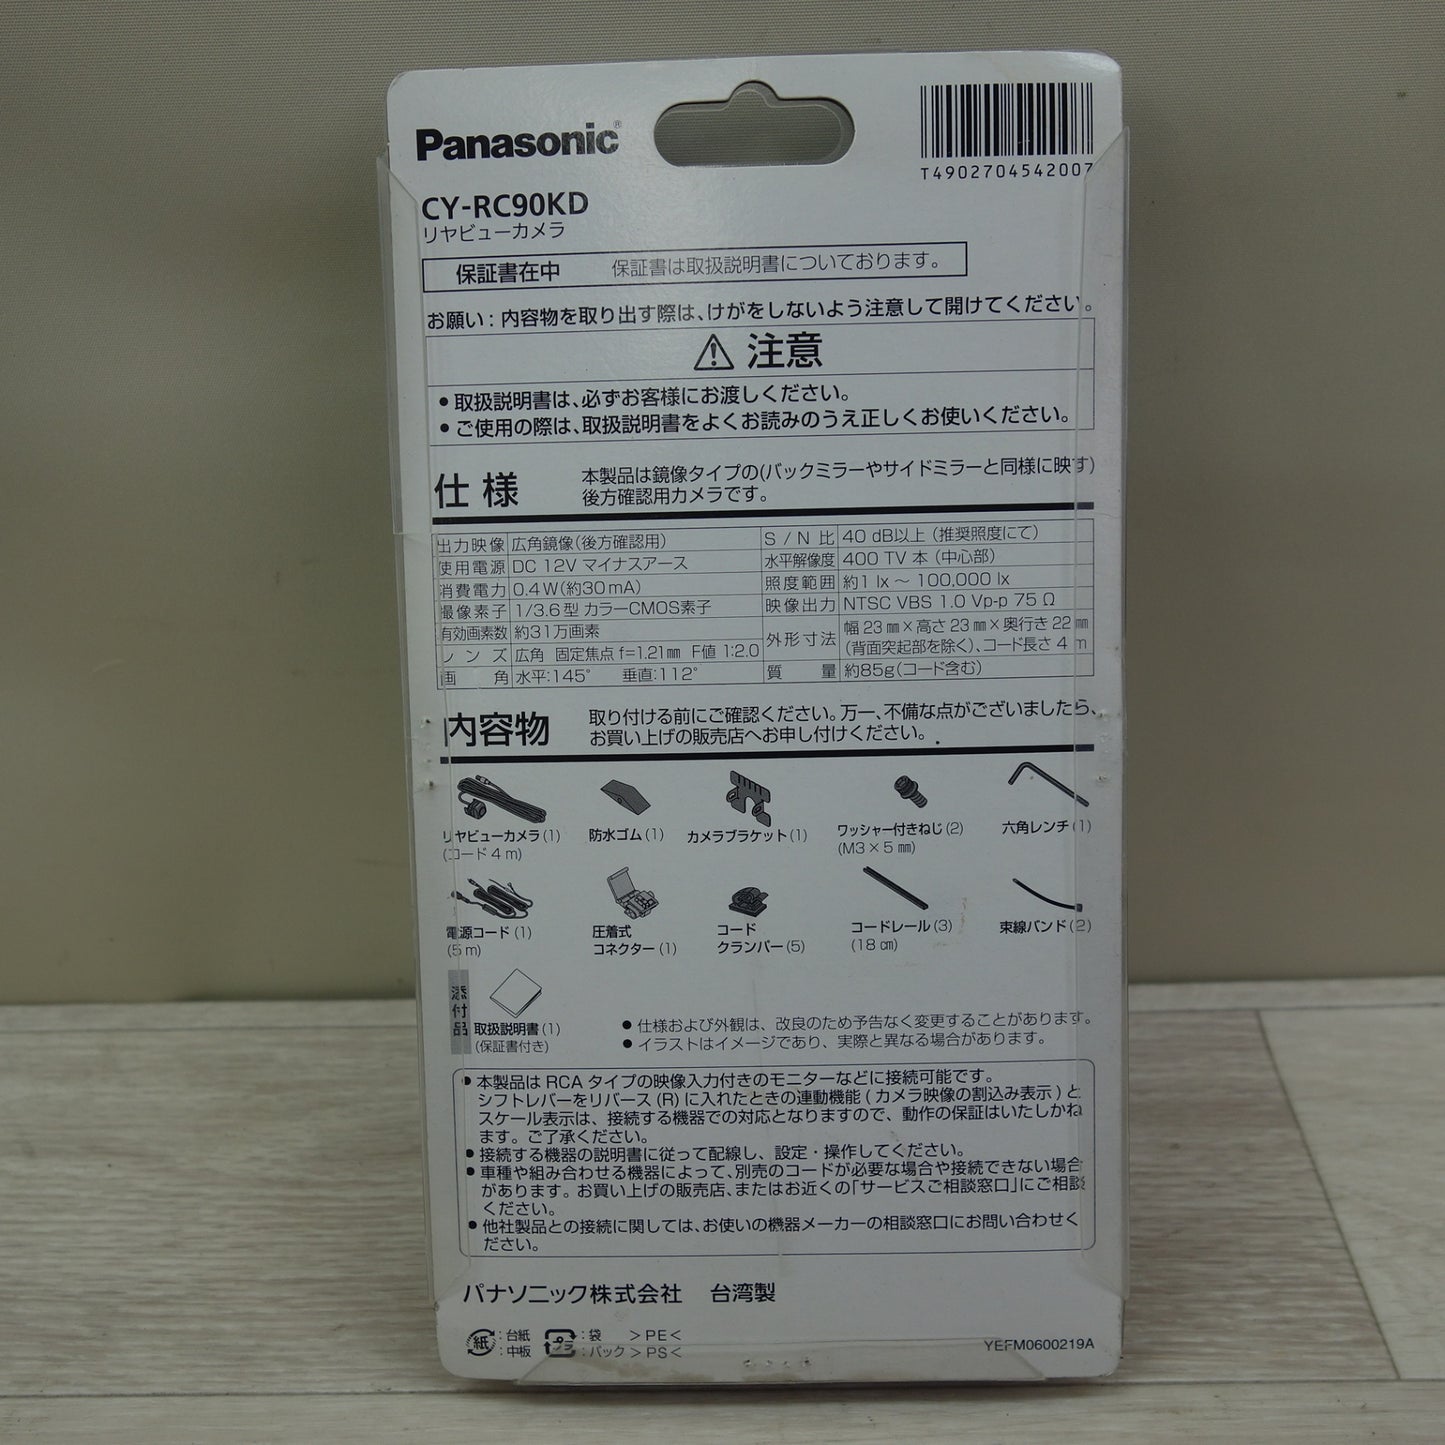 Panasonic®
T4902704542007
CY-RC90KD
リヤビューカメラ
保証書在中 保証書は取扱説明書についております。
お願い：内容物を取り出す際は、けがをしないよう注意して開けてください。
⚠ 注意
●取扱説明書は、必ずお客様にお渡しください。
●ご使用の際は、取扱説明書をよくお読みのうえ正しくお使いください。
仕様
本製品は鏡像タイプの(バックミラーやサイドミラーと同様に映す)
後方確認用カメラです。
出力映像 広角鏡像(後方確認用)
使用電源 DC 12V マイナスアース
消費電力 0.4W(約30mA)
撮像素子 1/3.6型 カラーCMOS素子
有効画素数 約31万画素
レンズ 広角 固定焦点 f=1.21㎜ F値 1:2.0
画角 水平:145° 垂直:112°
S/N比 40 dB以上(推奨照度にて)
水平解像度 400 TV 本(中心部)
照度範囲 約1 lx ～ 100,000 lx
映像出力 NTSC VBS 1.0 Vp-p 75 Ω
外形寸法 幅 23 ㎜×高さ 23 ㎜×奥行き 22 ㎜
(背面突起部を除く)、コード長さ 4 m
質量 約85g(コード含む)
内容物
取り付ける前にご確認ください。万一、不備な点がございましたら、
お買い上げの販売店へお申し付けください。
リヤビューカメラ(1)
(コード 4 m)
防水ゴム(1)
カメラブラケット(1)
ワッシャー付きねじ(2)
(M3×5 ㎜)
六角レンチ(1)
電源コード(1)
(5 m)
圧着式
コネクター(1)
コード
クランパー(5)
コードレール(3)
(18 ㎝)
束線バンド(2)
添付品
取扱説明書(1)
(保証書付き)
●仕様および外観は、改良のため予告なく変更することがあります。
●イラストはイメージであり、実際と異なる場合があります。
●本製品は RCA タイプの映像入力付きのモニターなどに接続可能です。
シフトレバーをリバース(R)に入れたときの連動機能(カメラ映像の割込み表示)と
スケール表示は、接続する機器での対応となりますので、動作の保証はいたしかね
ます。ご了承ください。
●接続する機器の説明書に従って配線し、設定・操作してください。
●車種や組み合わせる機器によって、別売のコードが必要な場合や接続できない場合
があります。お買い上げの販売店、またはお近くの「サービスご相談窓口」にご相談
ください。
●他社製品との接続に関しては、お使いの機器メーカーの相談窓口にお問い合わせく
ださい。
パナソニック株式会社 台湾製
紙 ：台紙
：中板
プラ ：袋 ＞PE＜
：パック＞PS＜
YEFM0600219A